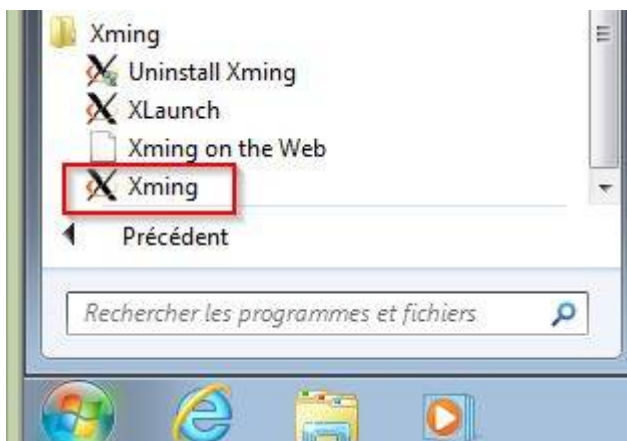 Xming
Uninstall Xming
XLaunch
Xming on the Web
Xming
Précédent
Rechercher les programmes et fichiers